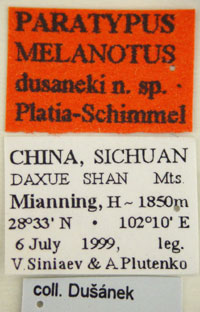 PARATYPUS
MELANOTUS
dusaneki n. sp.
Platia-Schimmel
CHINA, SICHUAN
DAXUE SHAN Mts.
Mianning, H~1850m
28°33' N • 102°10' E
6 July 1999, leg.
V.Siniaev & A.Plutenko
coll. Dušánek